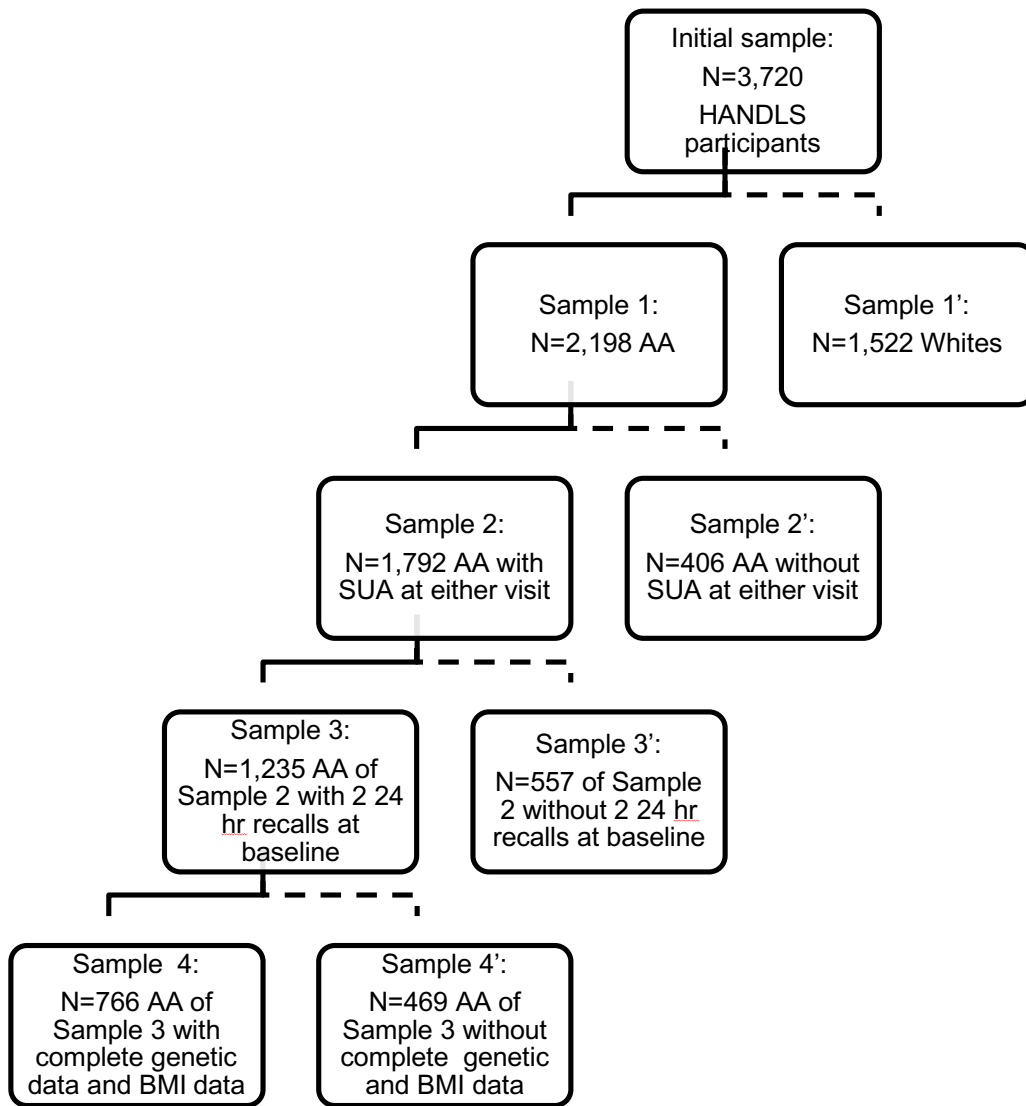 Initial sample:
N=3,720
HANDLS
participants
Sample 1:
N=2,198 AA
Sample 1’:
N=1,522 Whites
Sample 2:
N=1,792 AA with
SUA at either visit
Sample 2’:
N=406 AA without
SUA at either visit
Sample 3:
N=1,235 AA of
Sample 2 with 2 24
hr recalls at
baseline
Sample 3’:
N=557 of Sample
2 without 2 24 hr
recalls at baseline
Sample 4:
N=766 AA of
Sample 3 with
complete genetic
data and BMI data
Sample 4’:
N=469 AA of
Sample 3 without
complete genetic
and BMI data